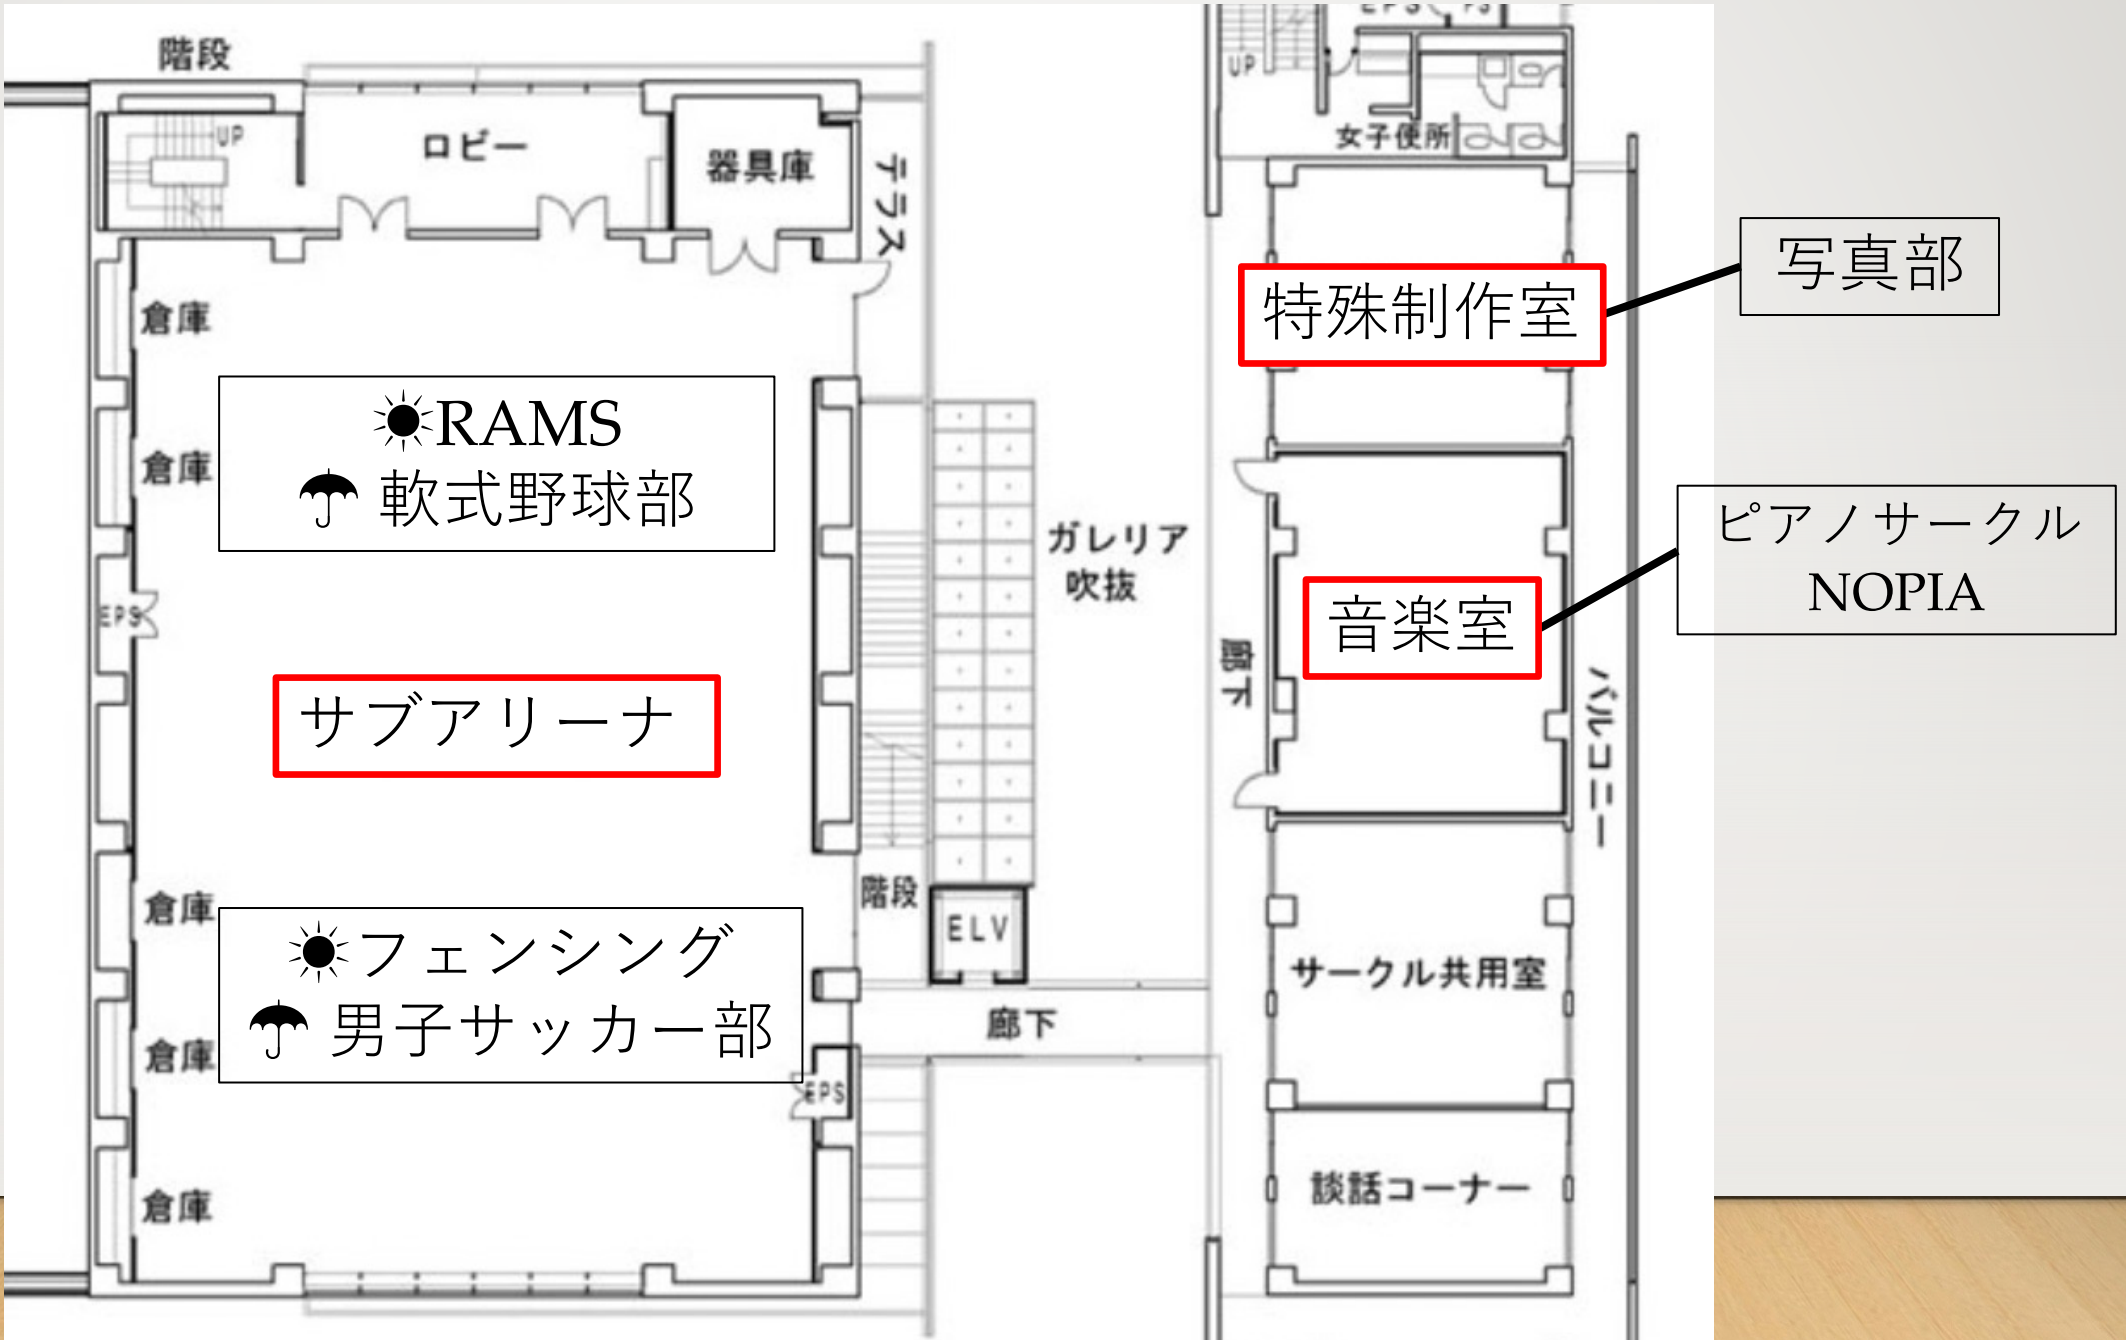 階段
UP
ロビー
器具庫
テラス
倉庫
倉庫
☀RAMS
☂ 軟式野球部
EPS
サブアリーナ
倉庫
☀フェンシング
☂ 男子サッカー部
倉庫
EPS
倉庫
階段
ELV
廊下
ガレリア
吹抜
EPS
PS
UP
女子便所
特殊制作室
写真部
音楽室
ピアノサークル
NOPIA
廊下
バルコニー
サークル共用室
談話コーナー